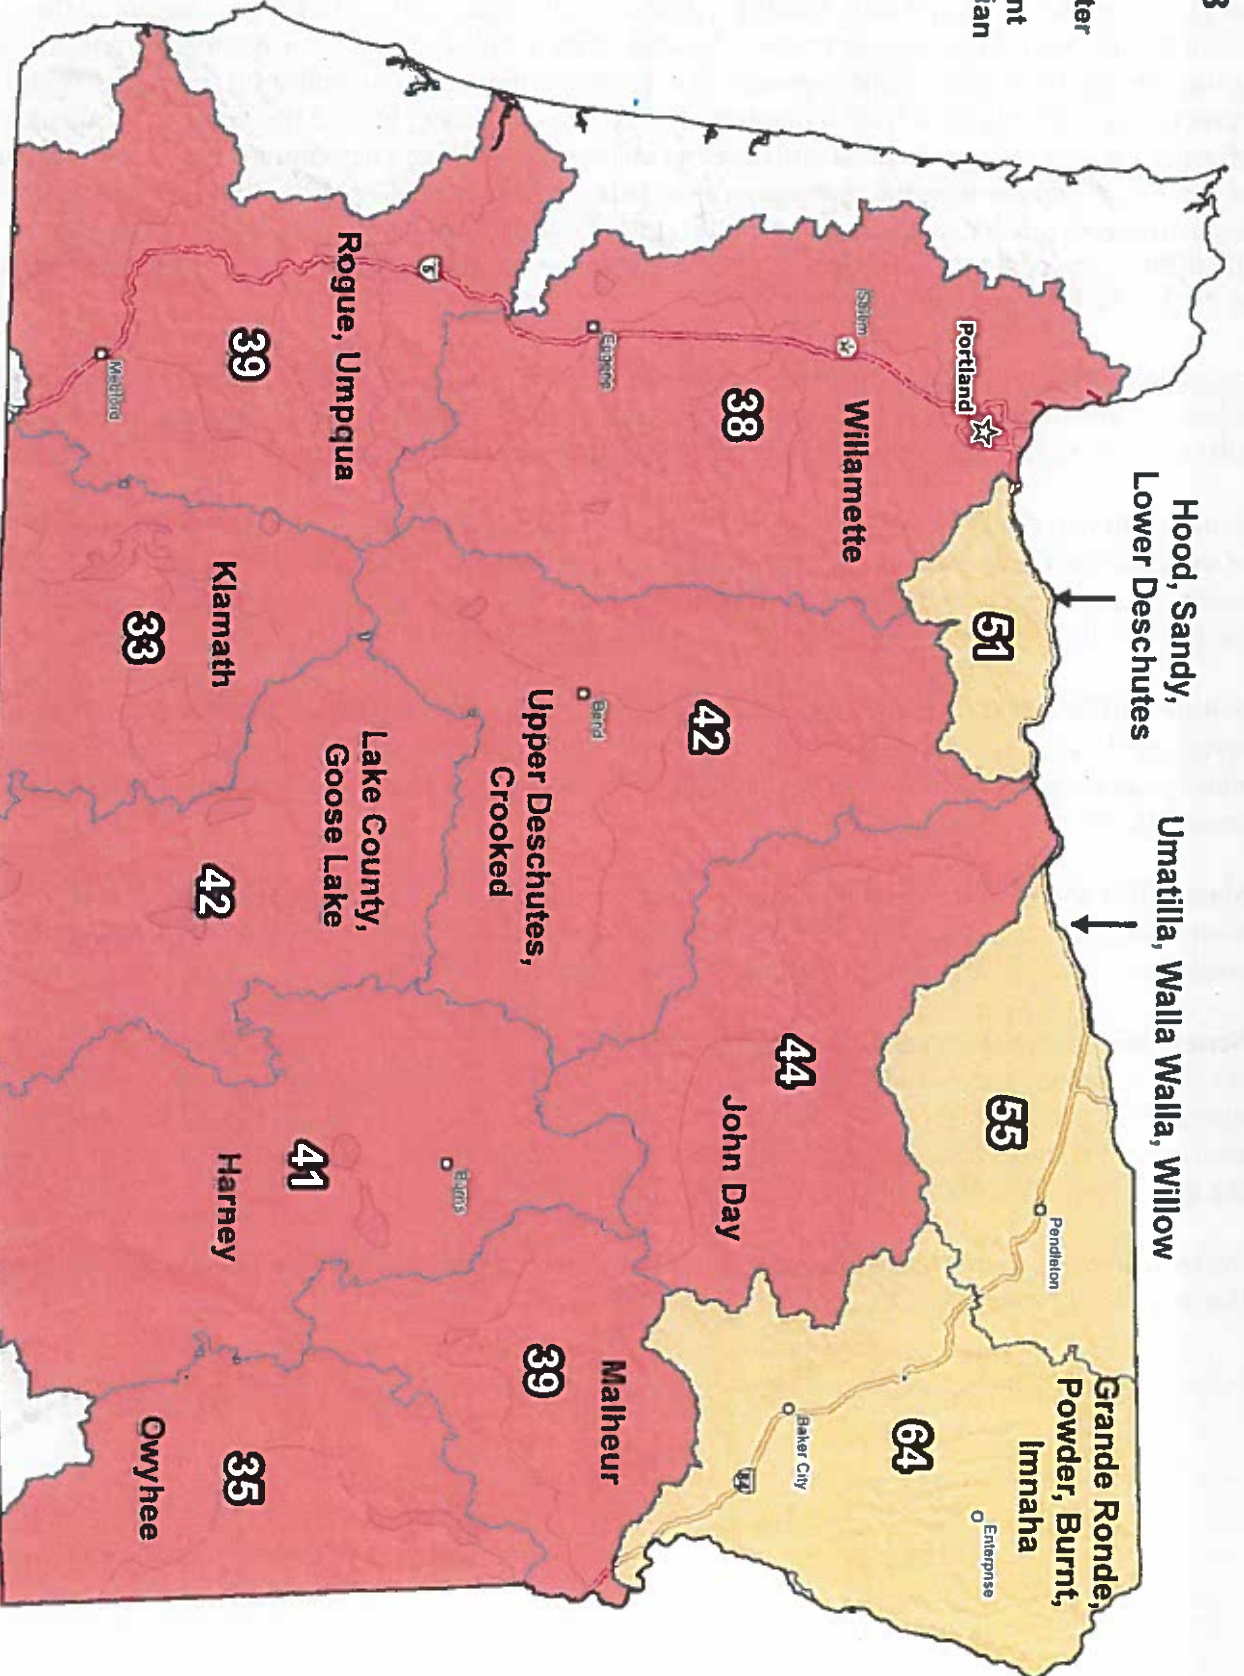 Hood, Sandy,
Lower Deschutes
Umatilla, Walla Walla, Willow
Grande Ronde,
Powder, Burnt,
Imnaha
51
55
64
Portland
Salem
Willamette
38
Eugene
42
Bend
Upper Deschutes,
Crooked
44
John Day
Pendleton
Enterprise
Baker City
84
Malheur
39
Rogue, Umpqua
5
39
Medford
Klamath
33
Lake County,
Goose Lake
42
Burns
41
Harney
35
Owyhee